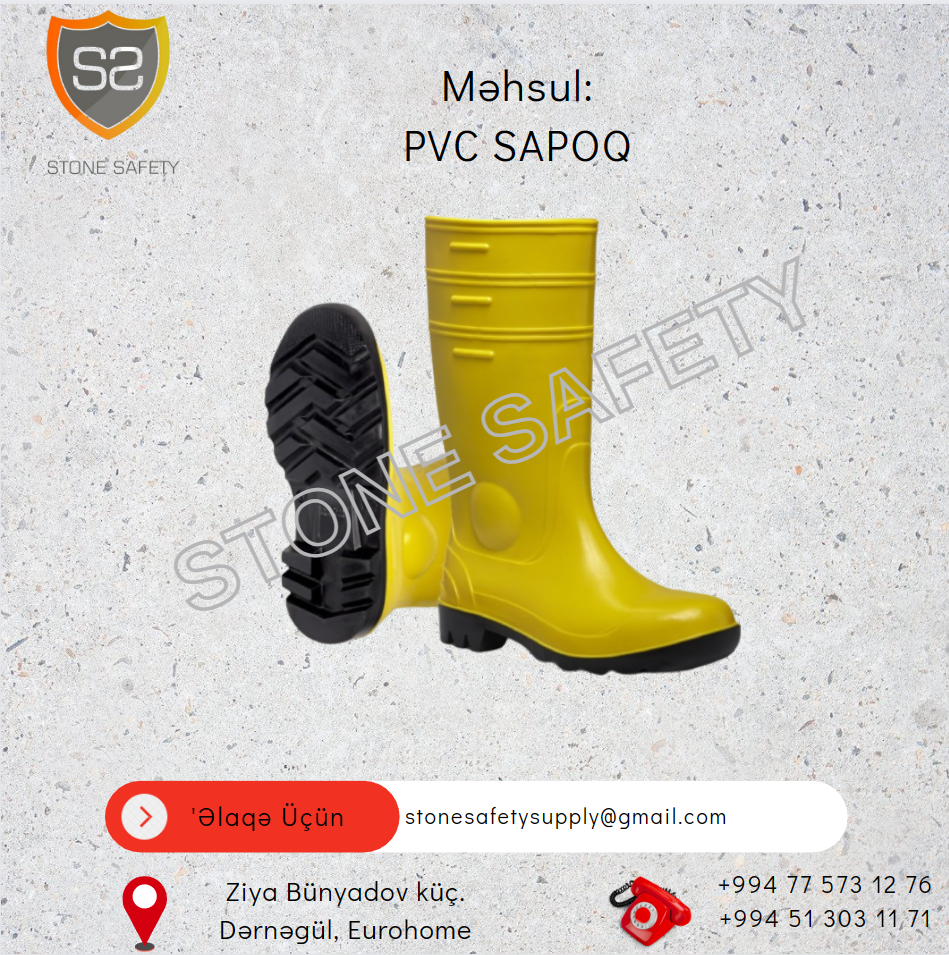 SS
STONE SAFETY
Məhsul:
PVC SAPOQ
STONE SAFETY
'Əlaqə Üçün
stonesafetysupply@gmail.com
Ziya Bünyadov küç.
Dərnəgül, Eurohome
+994 77 573 12 76
+994 51 303 11 71